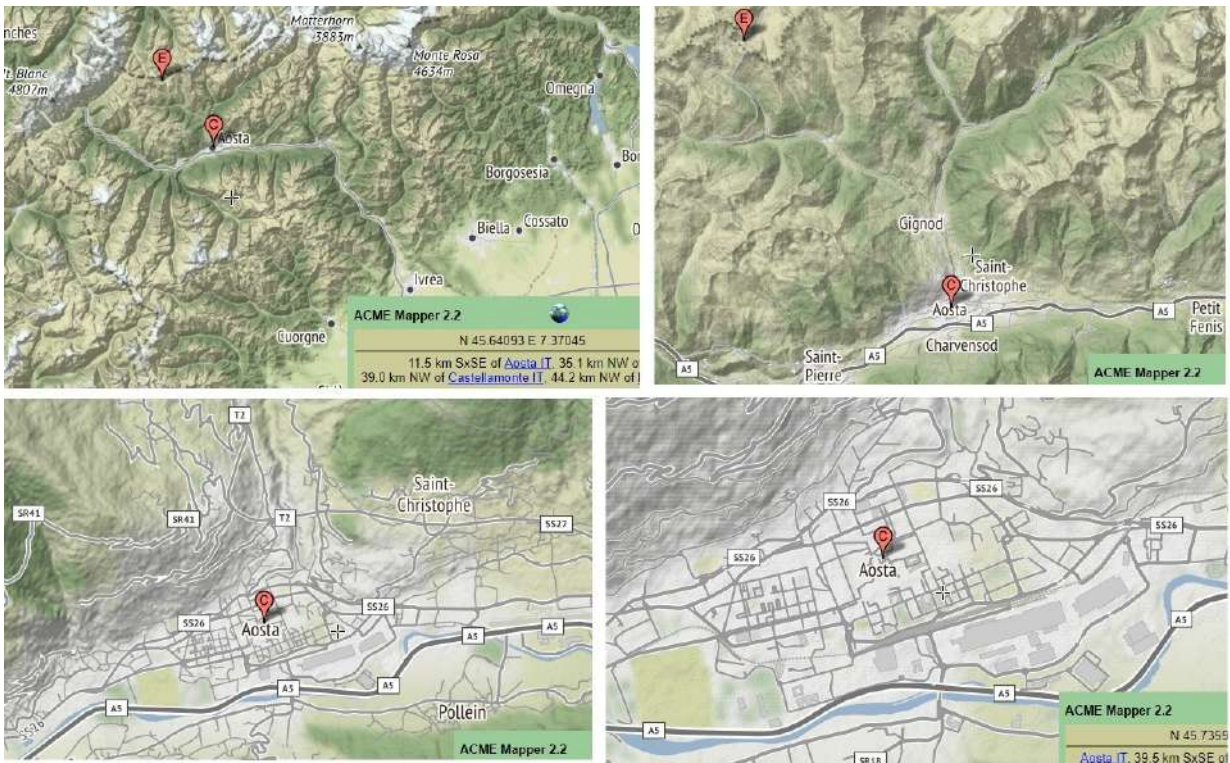 nches
Matterhorn
3883m
Monte Rosa
4634m
E
t. Blanc
4807m
Omegna
C
Aosta
Borgosesia
Bor
Biella
Cossato
Ivrea
Cuorgnè
ACME Mapper 2.2
N 45.64093 E 7.37045
11.5 km SxSE of Aosta IT, 35.1 km NW o
39.0 km NW of Castellamonte IT, 44.2 km NW of
E
Gignod
Saint-
Christophe
C
Aosta
A5
A5
A5
A5
Petit
Fenis
Charvensod
Saint-
Pierre
ACME Mapper 2.2
T2
Saint-
Christophe
SR41
SR41
T2
SS27
C
SS26
SS26
Aosta
A5
A5
A5
A5
A5
Pollein
ACME Mapper 2.2
SS26
SS26
SS26
SS26
C
Aosta
A5
A5
A5
SR18
ACME Mapper 2.2
N 45.7359
Aosta IT, 39.5 km SxSE of